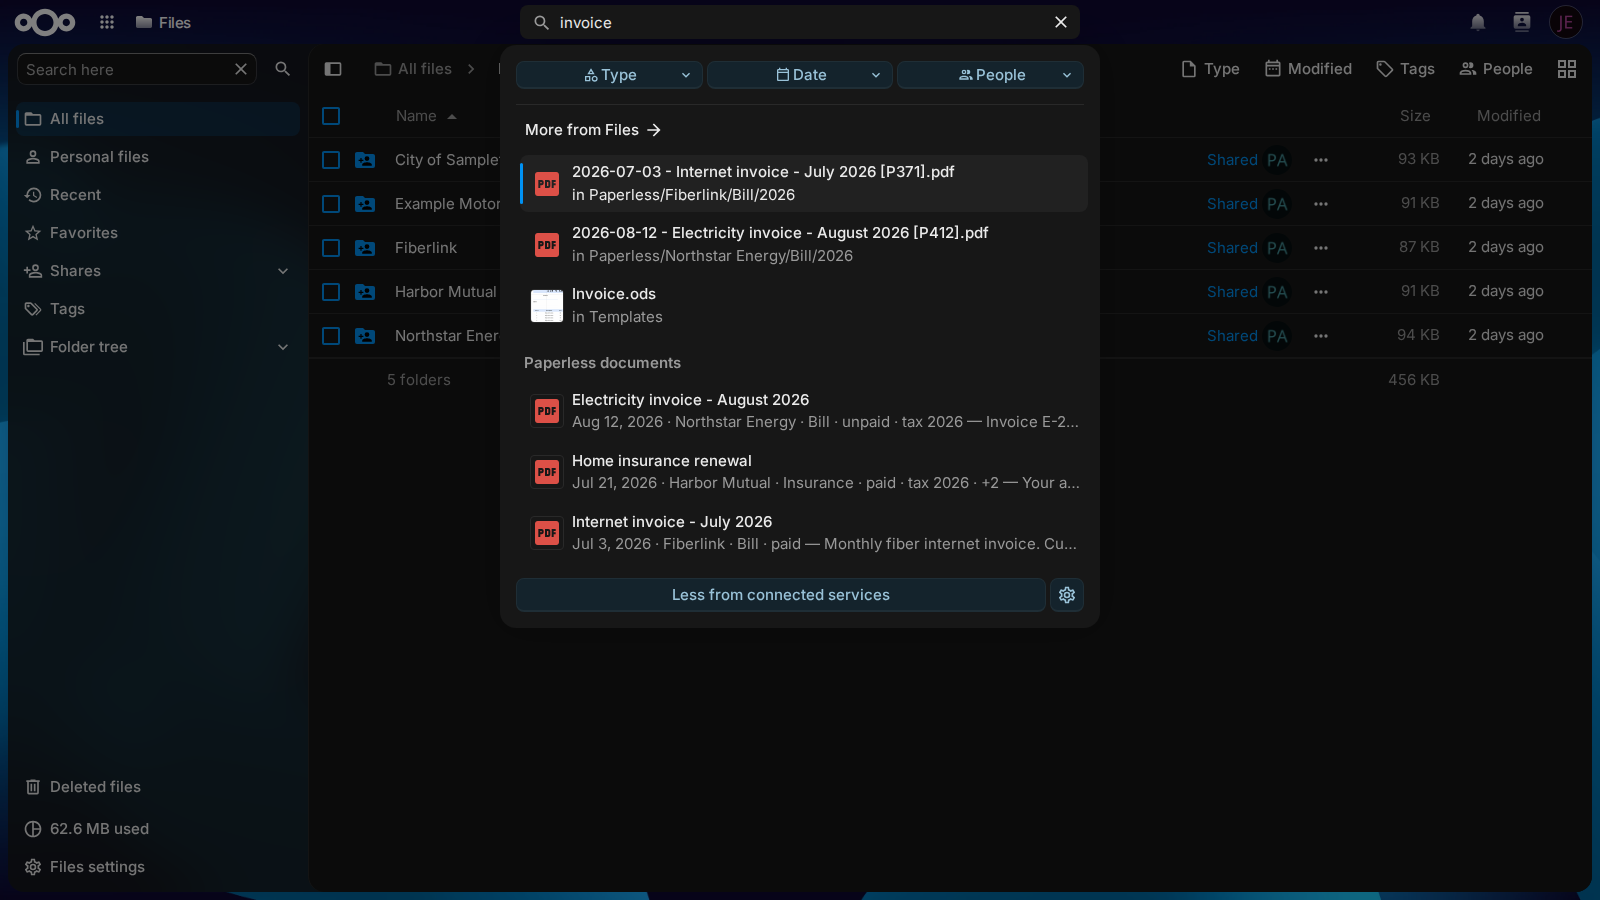 Files
invoice
JE
Search here
All files
Type
Modified
Tags
People
Type
Date
People
All files
Personal files
Recent
Favorites
Shares
Tags
Folder tree
Name
Size
Modified
City of Sample
Shared
PA
93 KB
2 days ago
Example Motor
Shared
PA
91 KB
2 days ago
Fiberlink
Shared
PA
87 KB
2 days ago
Harbor Mutual
Shared
PA
91 KB
2 days ago
Northstar Ener
Shared
PA
94 KB
2 days ago
5 folders
456 KB
More from Files
PDF
2026-07-03 - Internet invoice - July 2026 [P371].pdf
in Paperless/Fiberlink/Bill/2026
PDF
2026-08-12 - Electricity invoice - August 2026 [P412].pdf
in Paperless/Northstar Energy/Bill/2026
Invoice.ods
in Templates
Paperless documents
PDF
Electricity invoice - August 2026
Aug 12, 2026 · Northstar Energy · Bill · unpaid · tax 2026 — Invoice E-2...
PDF
Home insurance renewal
Jul 21, 2026 · Harbor Mutual · Insurance · paid · tax 2026 · +2 — Your a...
PDF
Internet invoice - July 2026
Jul 3, 2026 · Fiberlink · Bill · paid — Monthly fiber internet invoice. Cu...
Less from connected services
Deleted files
62.6 MB used
Files settings